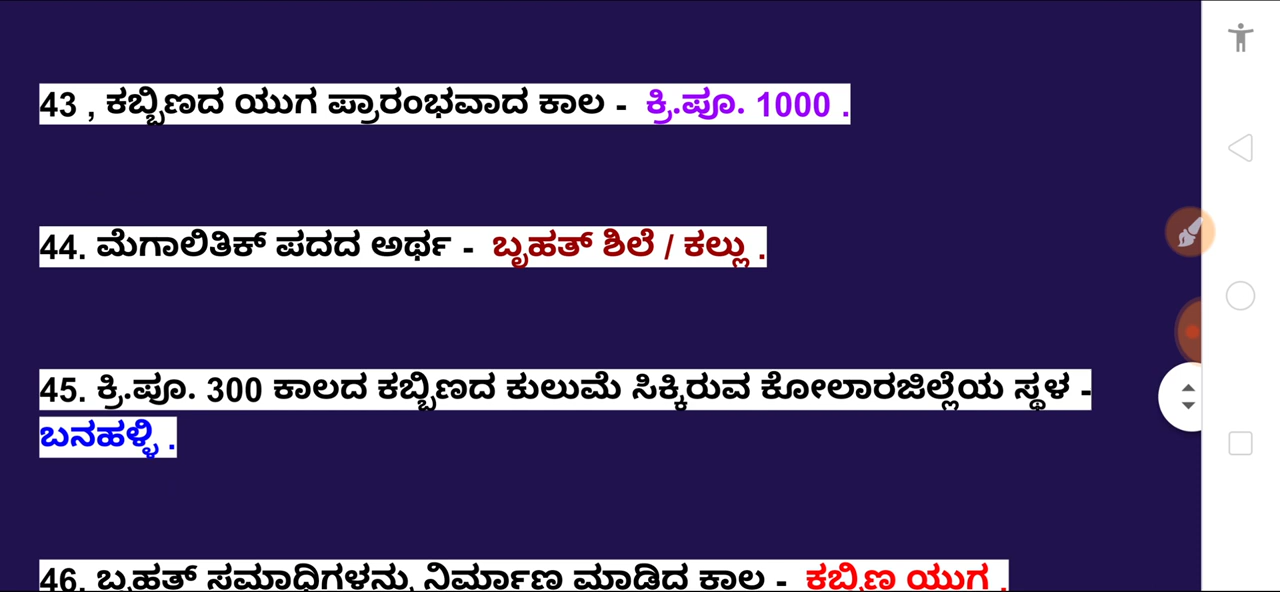 43 , ಕಬ್ಬಿಣದ ಯುಗ ಪ್ರಾರಂಭವಾದ ಕಾಲ - ಕ್ರಿ.ಪೂ. 1000 .
44. ಮೆಗಾಲಿತಿಕ್ ಪದದ ಅರ್ಥ - ಬೃಹತ್ ಶಿಲೆ / ಕಲ್ಲು .
45. ಕ್ರಿ.ಪೂ. 300 ಕಾಲದ ಕಬ್ಬಿಣದ ಕುಲುಮೆ ಸಿಕ್ಕಿರುವ ಕೋಲಾರಜಿಲ್ಲೆಯ ಸ್ಥಳ -
ಬನಹಳ್ಳಿ .
46. ಬೃಹತ್ ಸಮಾಧಿಗಳನ್ನು ನಿರ್ಮಾಣ ಮಾಡಿದ ಕಾಲ - ಕಬ್ಬಿಣ ಯುಗ .